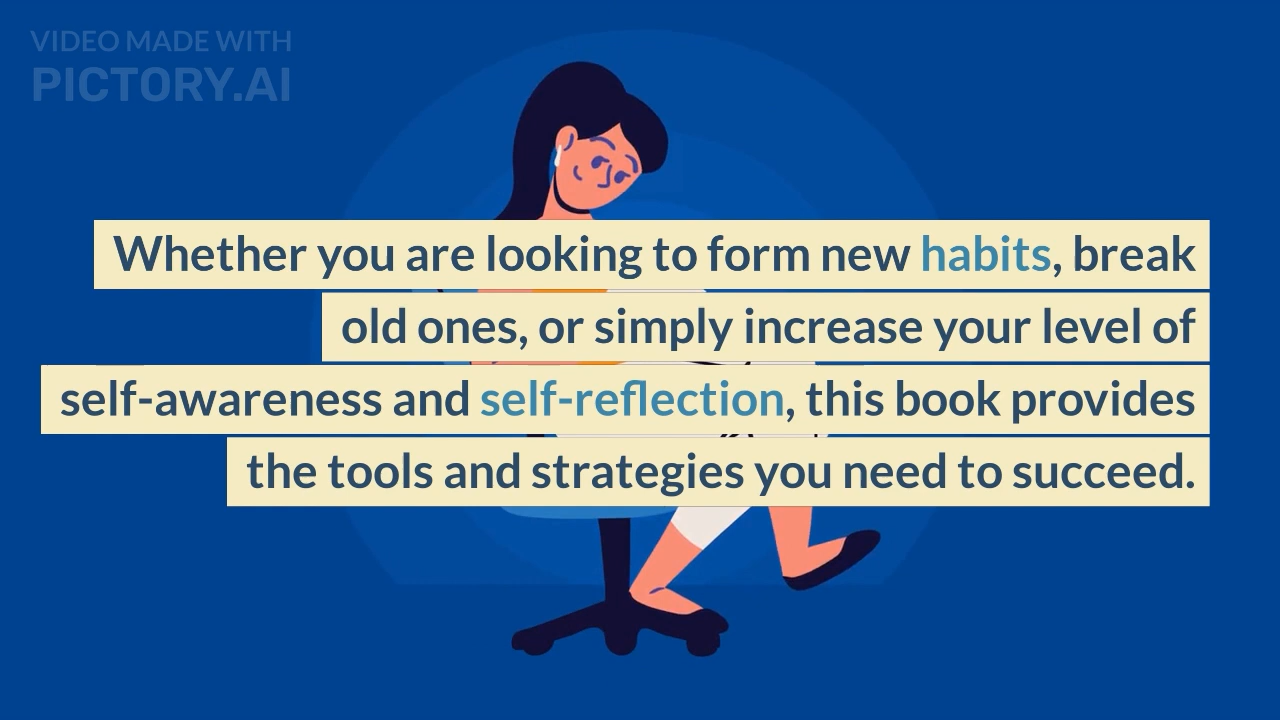 VIDEO MADE WITH
PICTORY.AI
Whether you are looking to form new habits, break
old ones, or simply increase your level of
self-awareness and self-reflection, this book provides
the tools and strategies you need to succeed.